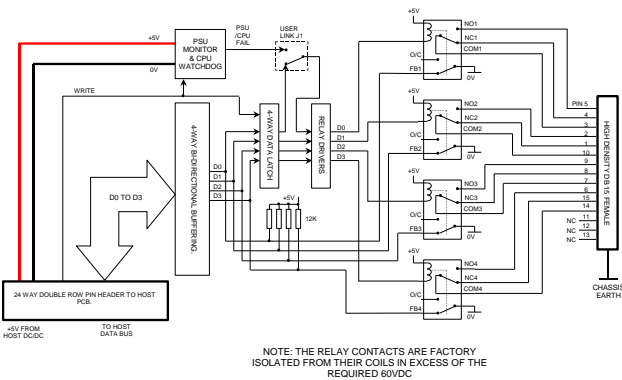 +5V
0V
PSU
MONITOR
& CPU
WATCHDOG
PSU
/CPU
FAIL
USER
LINK J1
WRITE
4-WAY BI-DIRECTIONAL BUFFERING.
4-WAY DATA LATCH
RELAY DRIVERS
D0
D1
D2
D3
D0
D1
D2
D3
D0 TO D3
+5V
12K
24 WAY DOUBLE ROW PIN HEADER TO HOST
PCB.
+5V FROM
HOST DC/DC
TO HOST
DATA BUS
+5V
NO1
NC1
COM1
O/C
FB1
0V
+5V
NO2
NC2
COM2
O/C
FB2
0V
+5V
NO3
NC3
COM3
O/C
FB3
0V
+5V
NO4
NC4
COM4
O/C
FB4
0V
PIN 5
4
3
2
1
10
9
8
7
6
15
14
NC 11
NC 12
NC 13
HIGH DENSITY DB15 FEMALE
CHASSIS
EARTH
NOTE: THE RELAY CONTACTS ARE FACTORY
ISOLATED FROM THEIR COILS IN EXCESS OF THE
REQUIRED 60VDC